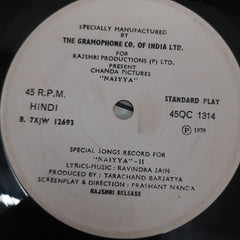 SPECIALLY MANUFACTURED
BY
THE GRAMOPHONE CO. OF INDIA LTD.
FOR
RAJSHRI PRODUCTIONS (P) LTD.
PRESENT
CHANDA PICTURES
"NAIYYA"
45 R.P.M.
HINDI
STANDARD PLAY
B. 7XJW 12693
45QC 1314
Ⓟ 1979
SPECIAL SONGS RECORD FOR
"NAIYYA"-II
LYRICS-MUSIC: RAVINDRA JAIN
PRODUCED BY: TARACHAND BARJATYA
SCREENPLAY & DIRECTION: PRASHANT NANDA
RAJSHRI RELEASE